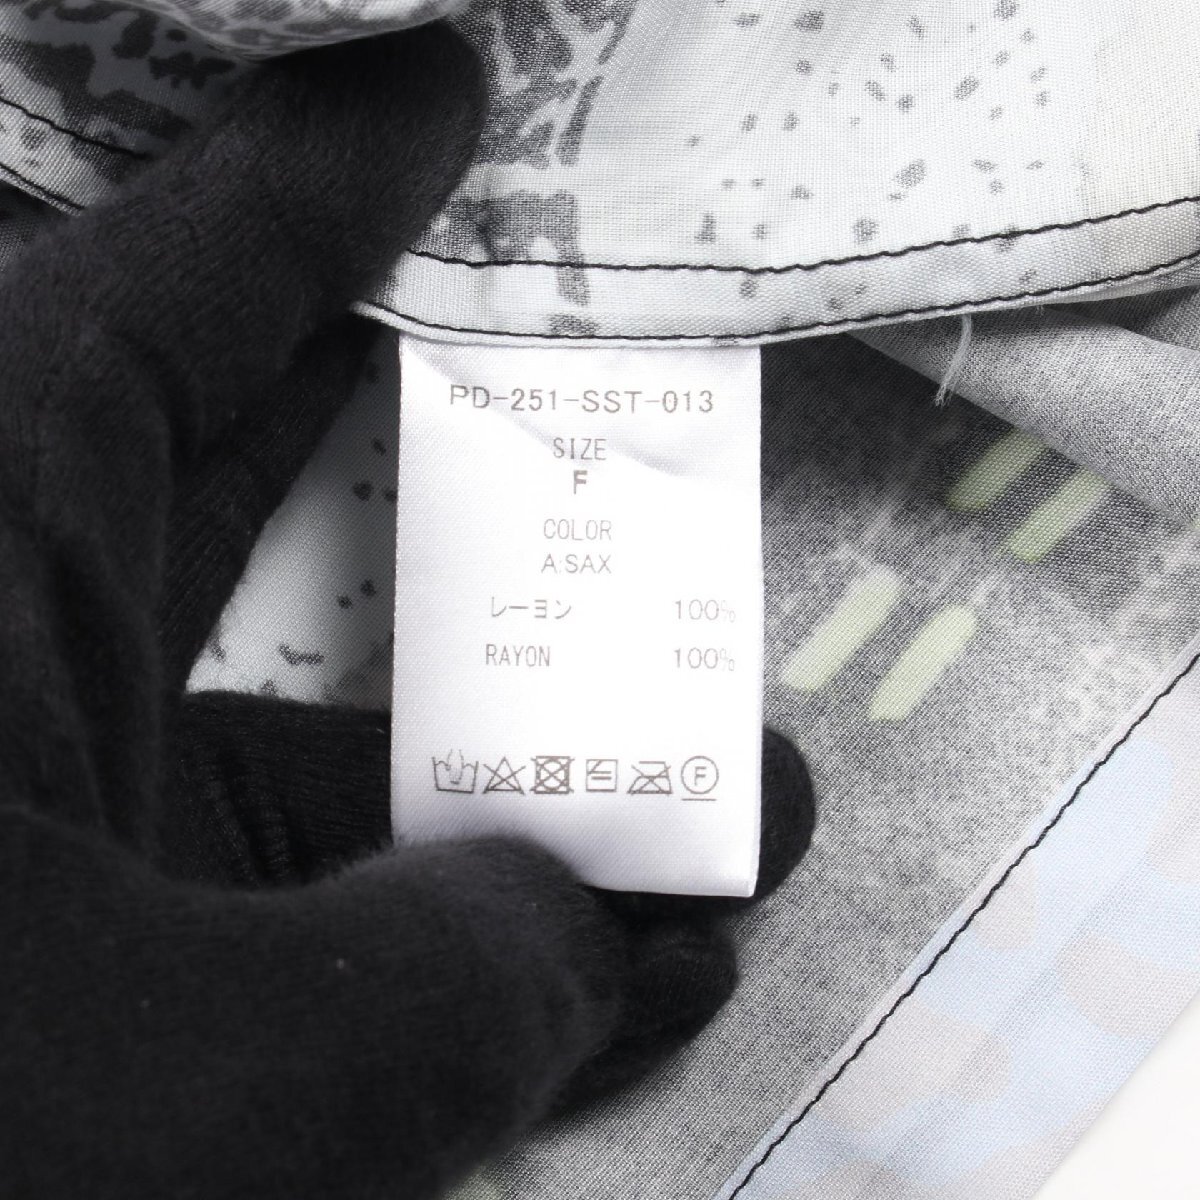 PD-251-SST-013
SIZE
F
COLOR
A:SAX
レーヨン 100%
RAYON 100%
F